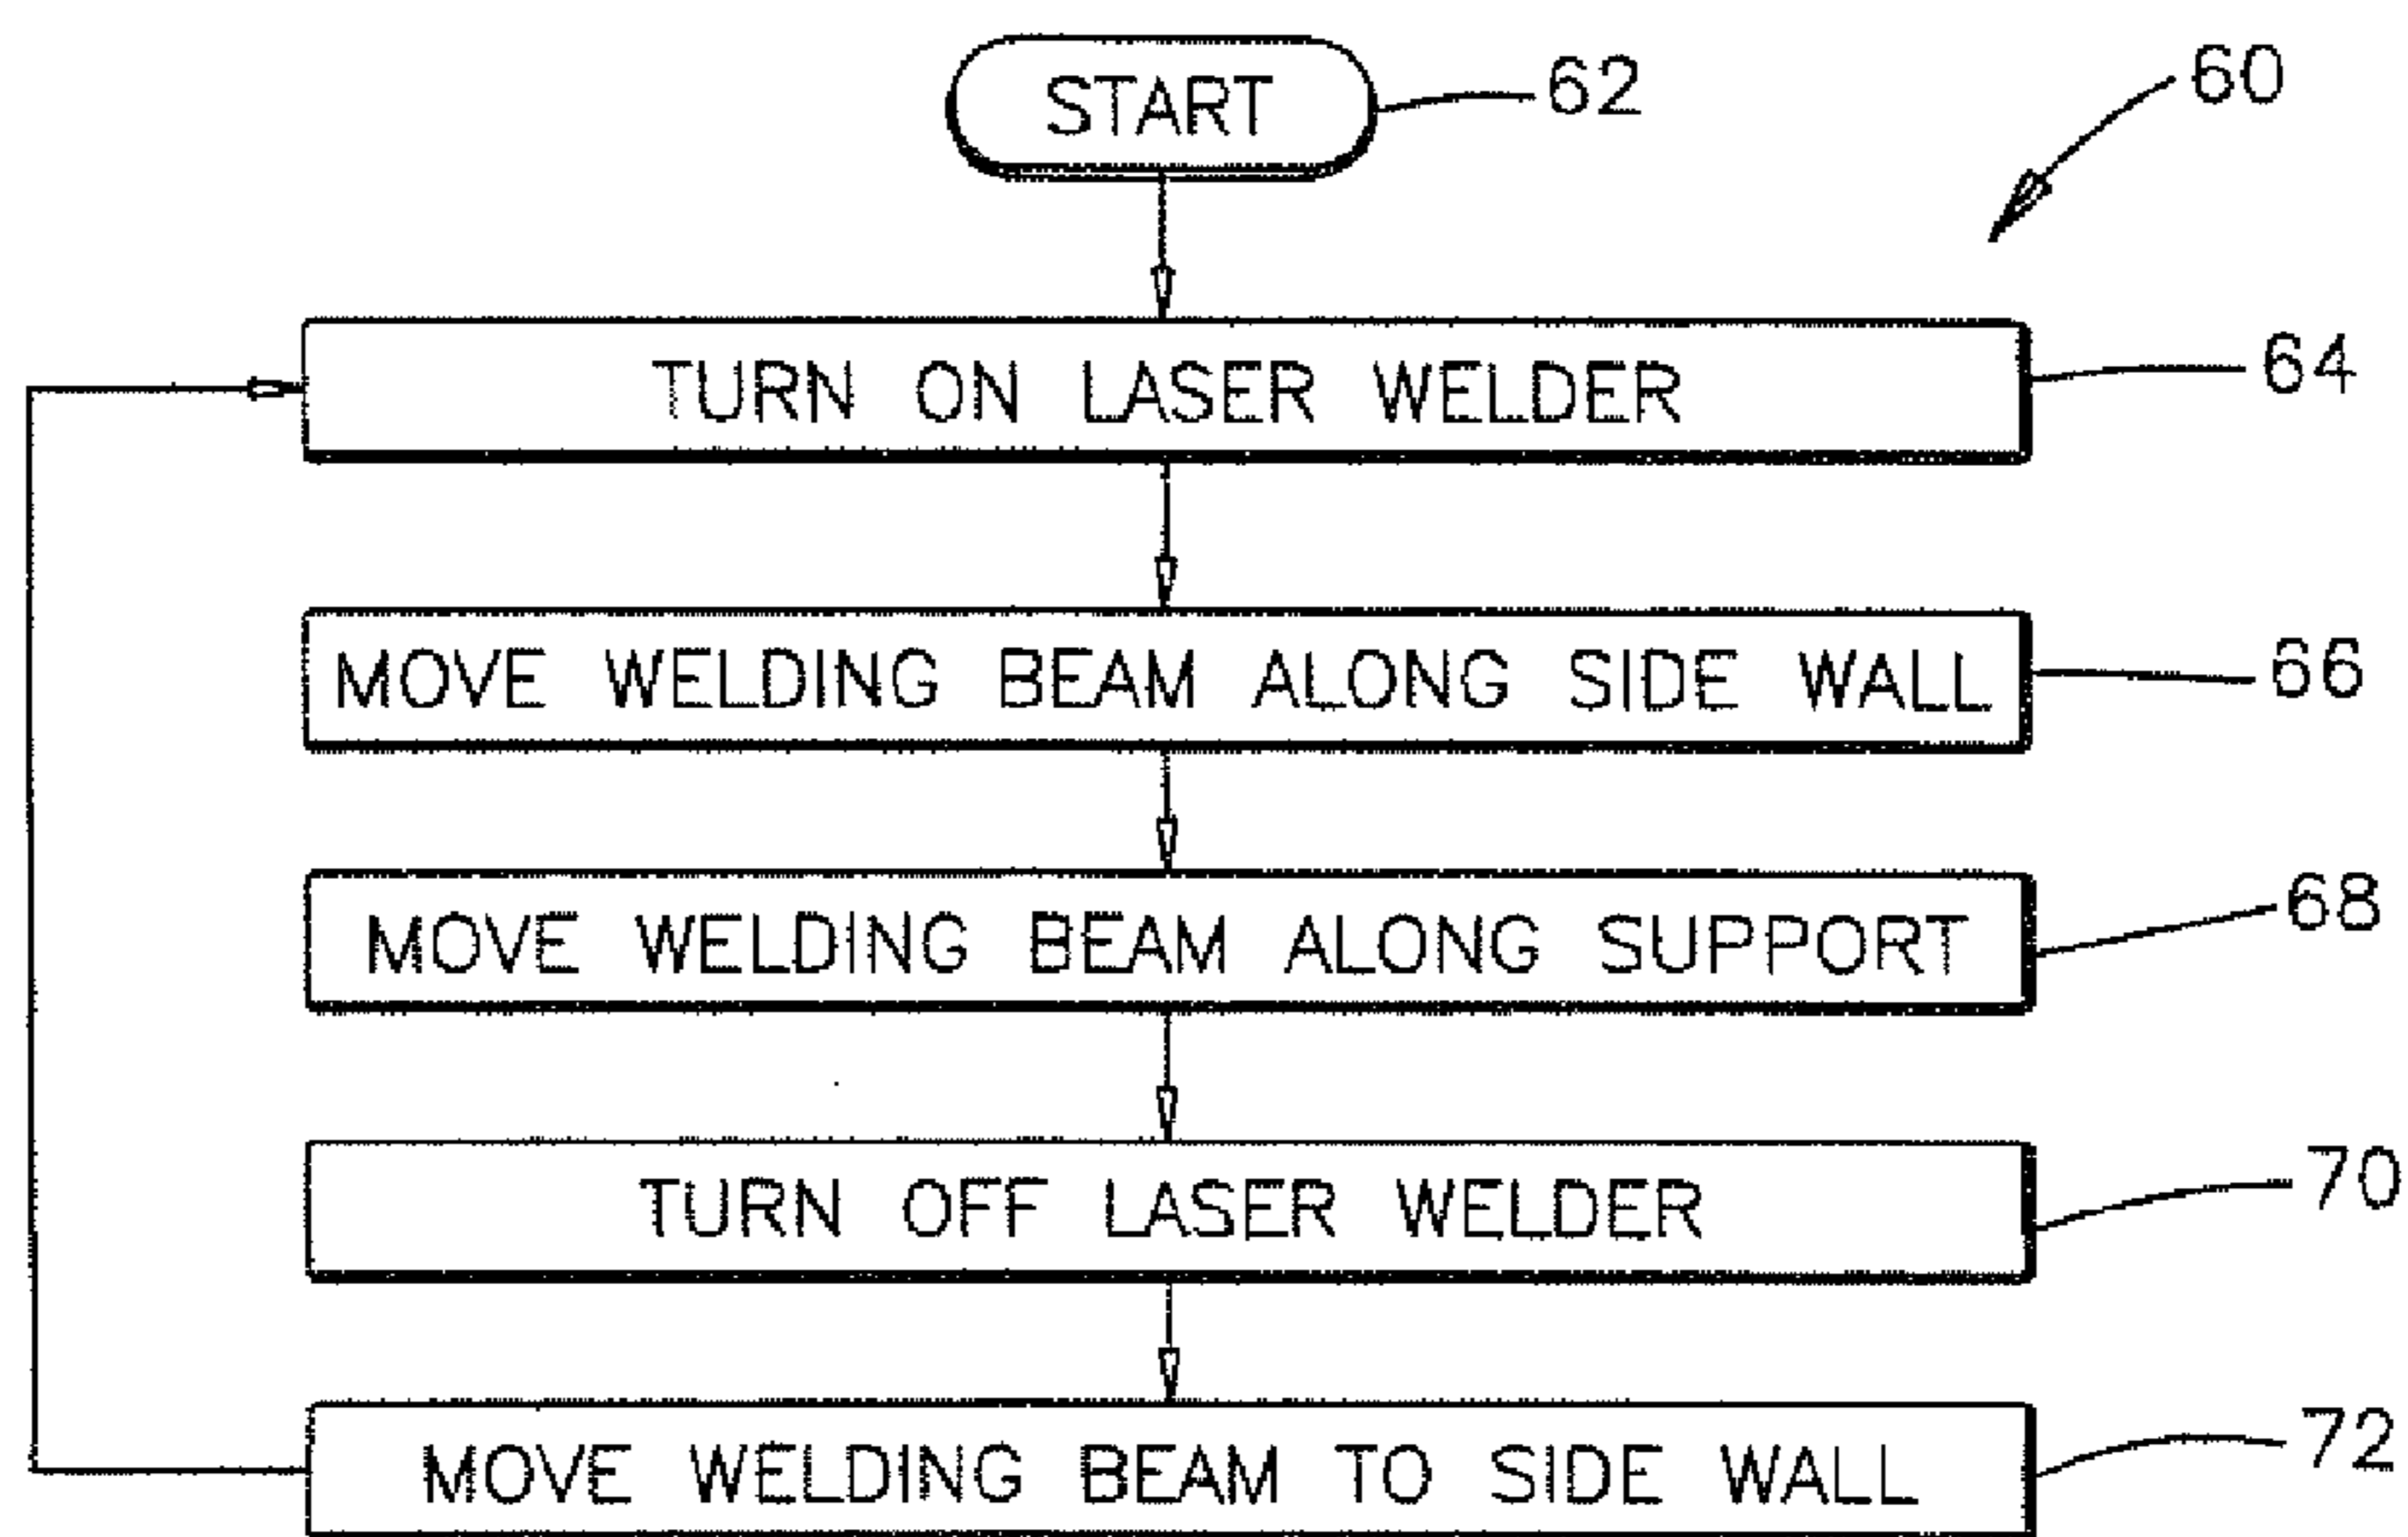 START
62
60
TURN ON LASER WELDER
64
MOVE WELDING BEAM ALONG SIDE WALL
66
MOVE WELDING BEAM ALONG SUPPORT
68
TURN OFF LASER WELDER
70
MOVE WELDING BEAM TO SIDE WALL
72